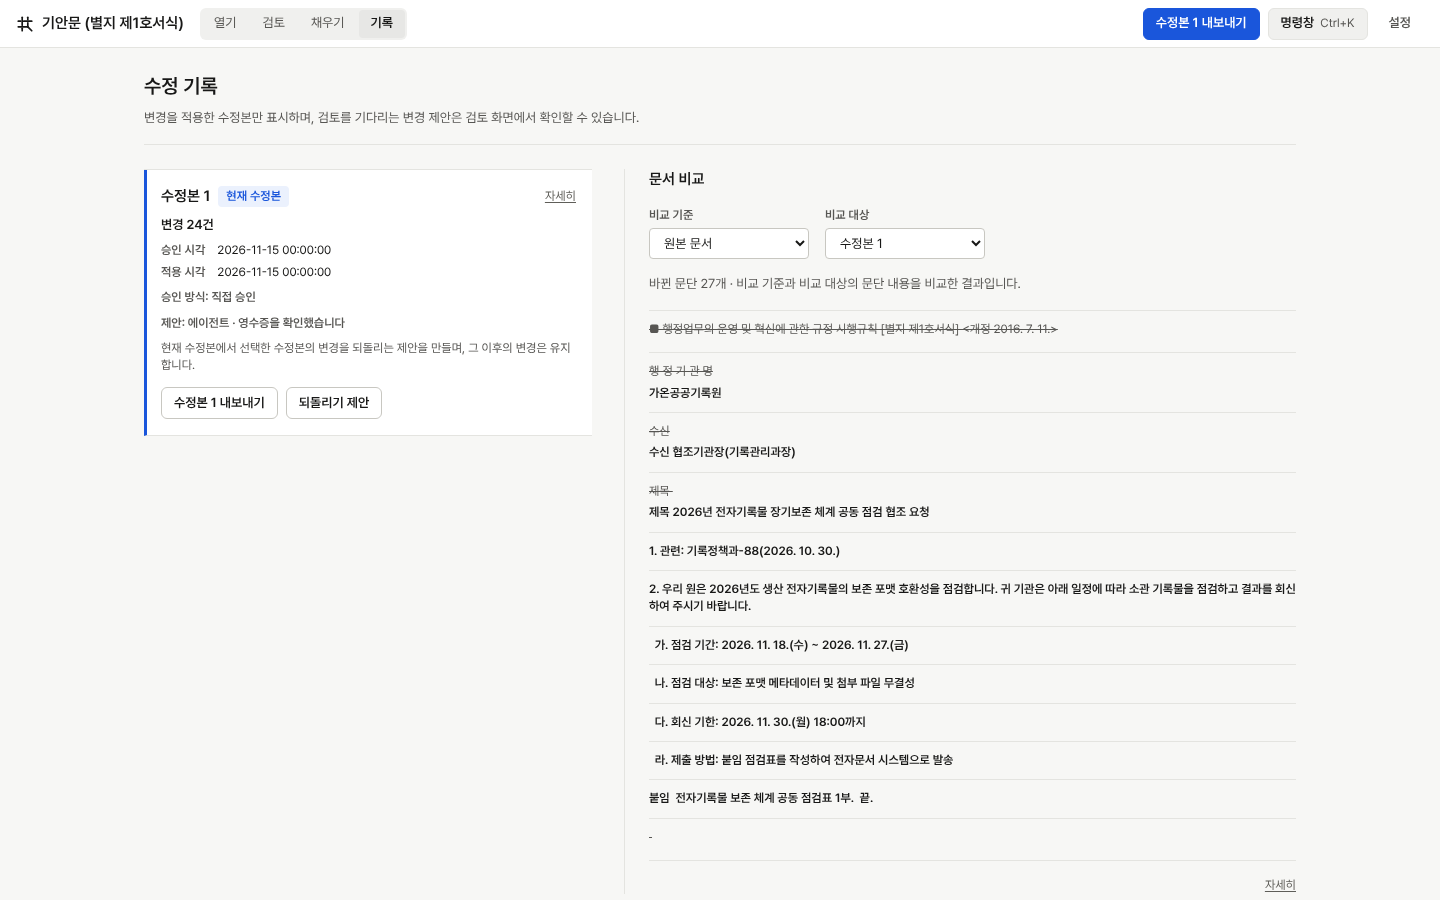 기안문 (별지 제1호서식)
열기 검토 채우기 기록
수정본 1 내보내기
명령창 Ctrl+K
설정
수정 기록
변경을 적용한 수정본만 표시하며, 검토를 기다리는 변경 제안은 검토 화면에서 확인할 수 있습니다.
수정본 1 현재 수정본 자세히
변경 24건
승인 시각 2026-11-15 00:00:00
적용 시각 2026-11-15 00:00:00
승인 방식: 직접 승인
제안: 에이전트 · 영수증을 확인했습니다
현재 수정본에서 선택한 수정본의 변경을 되돌리는 제안을 만들며, 그 이후의 변경은 유지
합니다.
수정본 1 내보내기 되돌리기 제안
문서 비교
비교 기준 비교 대상
원본 문서 수정본 1
바뀐 문단 27개 · 비교 기준과 비교 대상의 문단 내용을 비교한 결과입니다.
■ 행정업무의 운영 및 혁신에 관한 규정 시행규칙 [별지 제1호서식] <개정 2016. 7. 11.>
행 정 기 관 명
가온공공기록원
수신
수신 협조기관장(기록관리과장)
제목
제목 2026년 전자기록물 장기보존 체계 공동 점검 협조 요청
1. 관련: 기록정책과-88(2026. 10. 30.)
2. 우리 원은 2026년도 생산 전자기록물의 보존 포맷 호환성을 점검합니다. 귀 기관은 아래 일정에 따라 소관 기록물을 점검하고 결과를 회신
하여 주시기 바랍니다.
가. 점검 기간: 2026. 11. 18.(수) ~ 2026. 11. 27.(금)
나. 점검 대상: 보존 포맷 메타데이터 및 첨부 파일 무결성
다. 회신 기한: 2026. 11. 30.(월) 18:00까지
라. 제출 방법: 붙임 점검표를 작성하여 전자문서 시스템으로 발송
붙임  전자기록물 보존 체계 공동 점검표 1부.  끝.
-
자세히